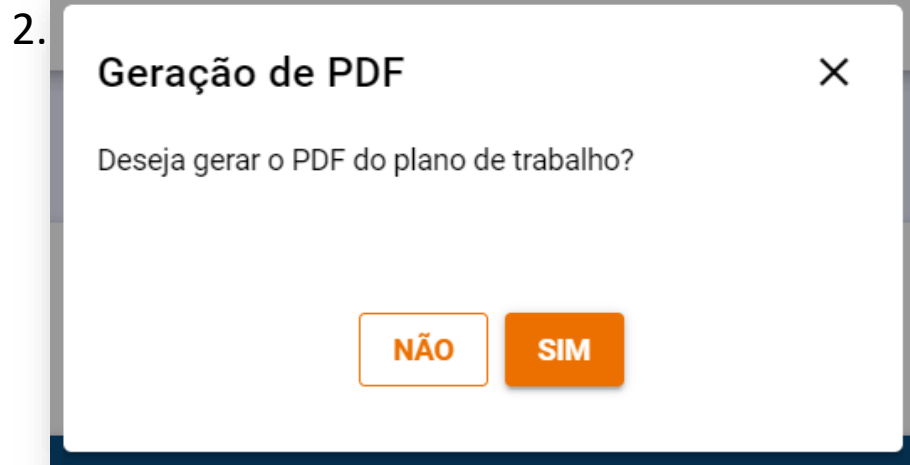 2.
Geração de PDF
Deseja gerar o PDF do plano de trabalho?
NÃO SIM